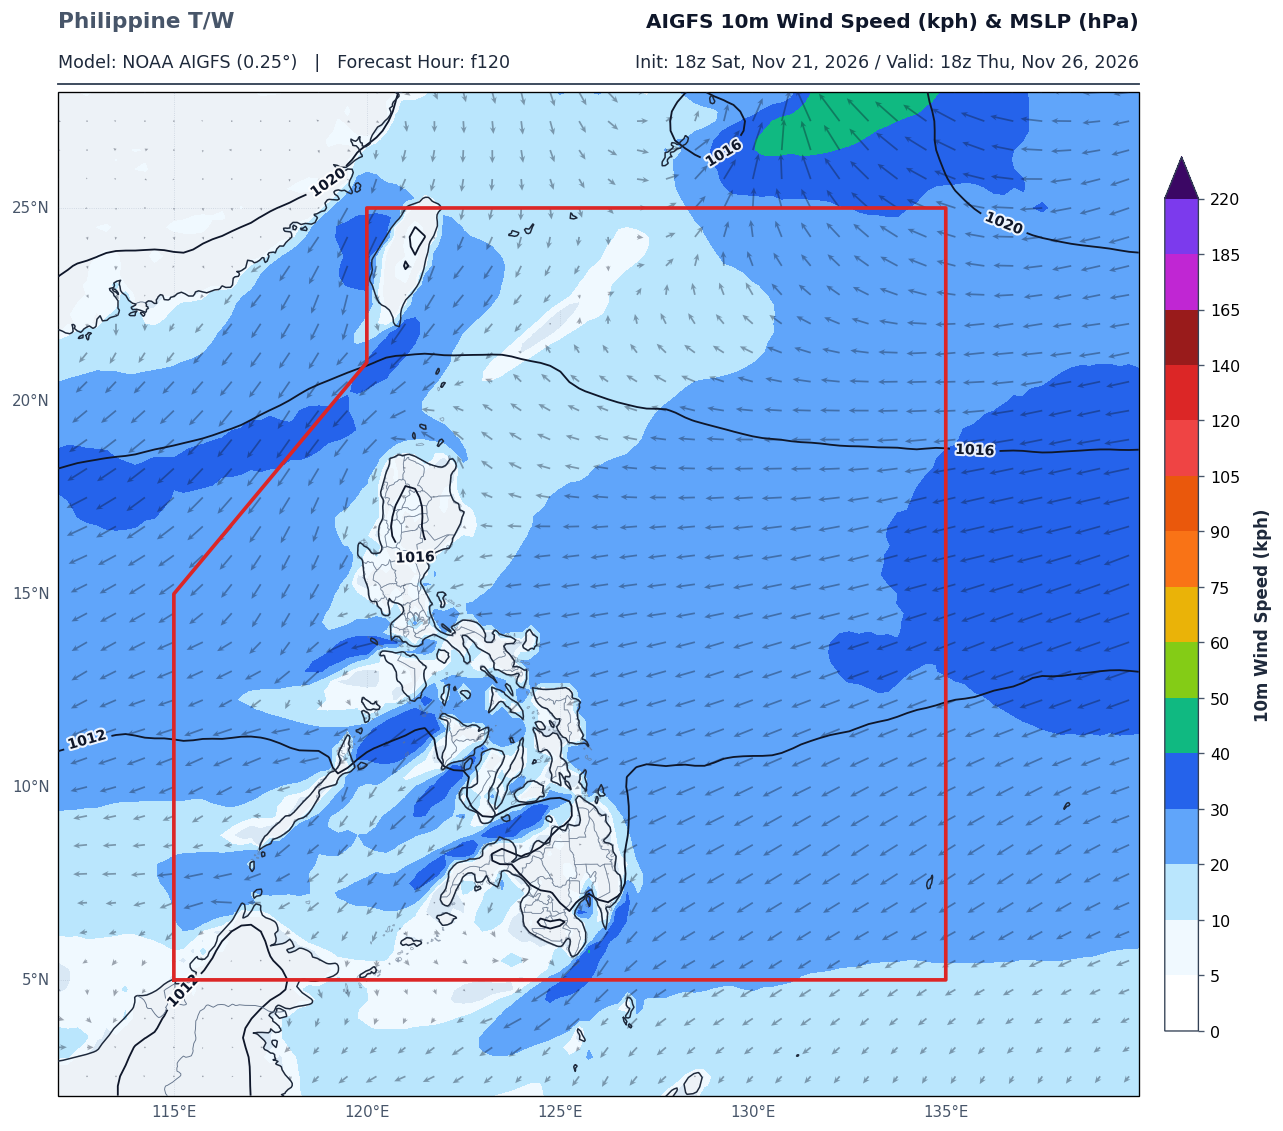 Philippine T/W
AIGFS 10m Wind Speed (kph) & MSLP (hPa)
Model: NOAA AIGFS (0.25°) | Forecast Hour: f120
Init: 18z Sat, Nov 21, 2026 / Valid: 18z Thu, Nov 26, 2026
1016
1020
1020
1016
1016
1012
1012
25°N
20°N
15°N
10°N
5°N
115°E
120°E
125°E
130°E
135°E
220
185
165
140
120
105
90
75
60
50
40
30
20
10
5
0
10m Wind Speed (kph)